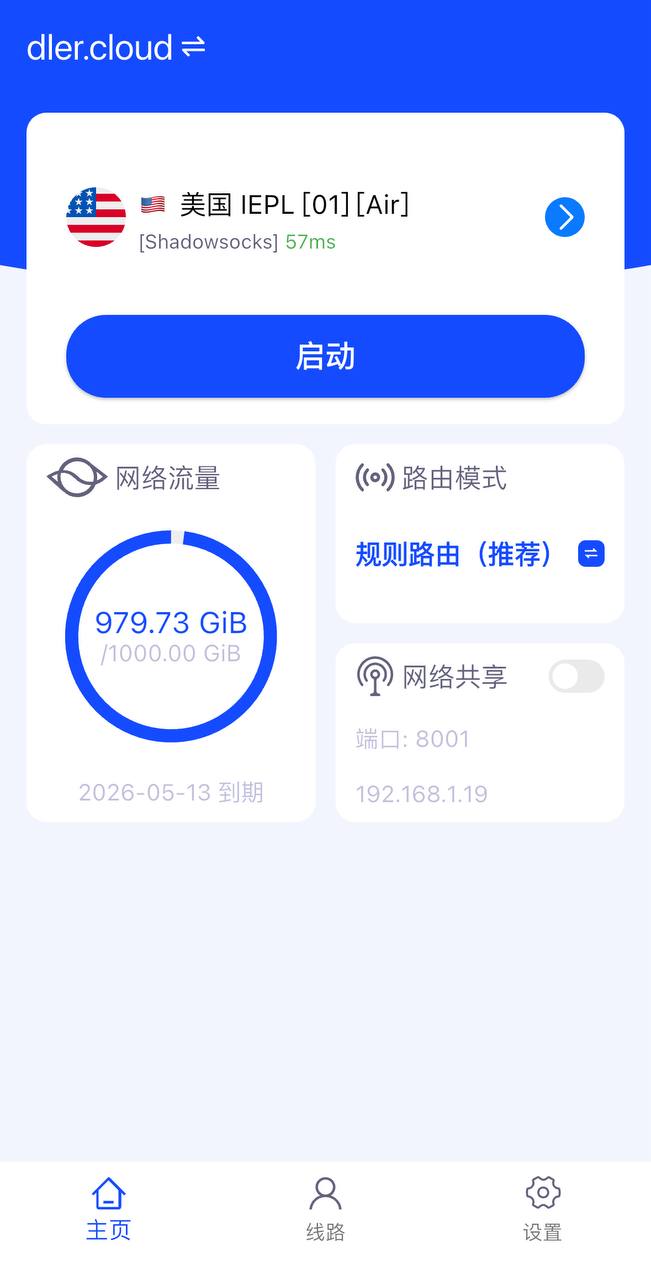 dler.cloud
美国 IEPL [01][Air]
[Shadowsocks] 57ms
启动
网络流量
979.73 GiB
/1000.00 GiB
2026-05-13 到期
路由模式
规则路由（推荐）
网络共享
端口: 8001
192.168.1.19
主页
线路
设置